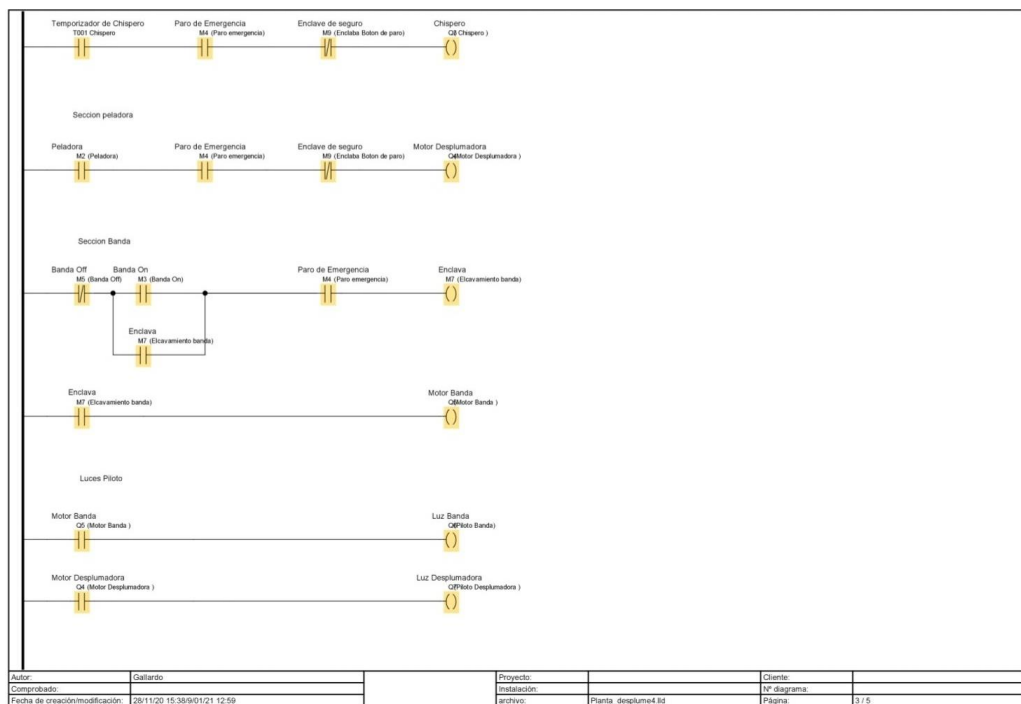 Temporizador de Chispero Paro de Emergencia Enclave de seguro Chispero
T001 Chispero M4 (Paro emergencia) M9 (Enclaba Boton de paro) Chispero )
Seccion peladora
Peladora Paro de Emergencia Enclave de seguro Motor Desplumadora
M2 (Peladora) M4 (Paro emergencia) M9 (Enclaba Boton de paro) Motor Desplumadora )
Seccion Banda
Banda Off Banda On Paro de Emergencia Enclava
M5 (Banda Off) M3 (Banda On) M4 (Paro emergencia) M7 (Elcavamiento banda)
Enclava
M7 (Elcavamiento banda)
Enclava Motor Banda
M7 (Elcavamiento banda) Motor Banda )
Luces Piloto
Motor Banda Luz Banda
Q5 (Motor Banda ) Piloto Banda)
Motor Desplumadora Luz Desplumadora
Q4 (Motor Desplumadora ) Piloto Desplumadora )
Autor: Gallardo Proyecto: Cliente:
Comprobado: Instalación: Nº diagrama:
Fecha de creación/modificación: 28/11/20 15:38/9/01/21 12:59 archivo: Planta_desplume4.lld Página: 3 / 5